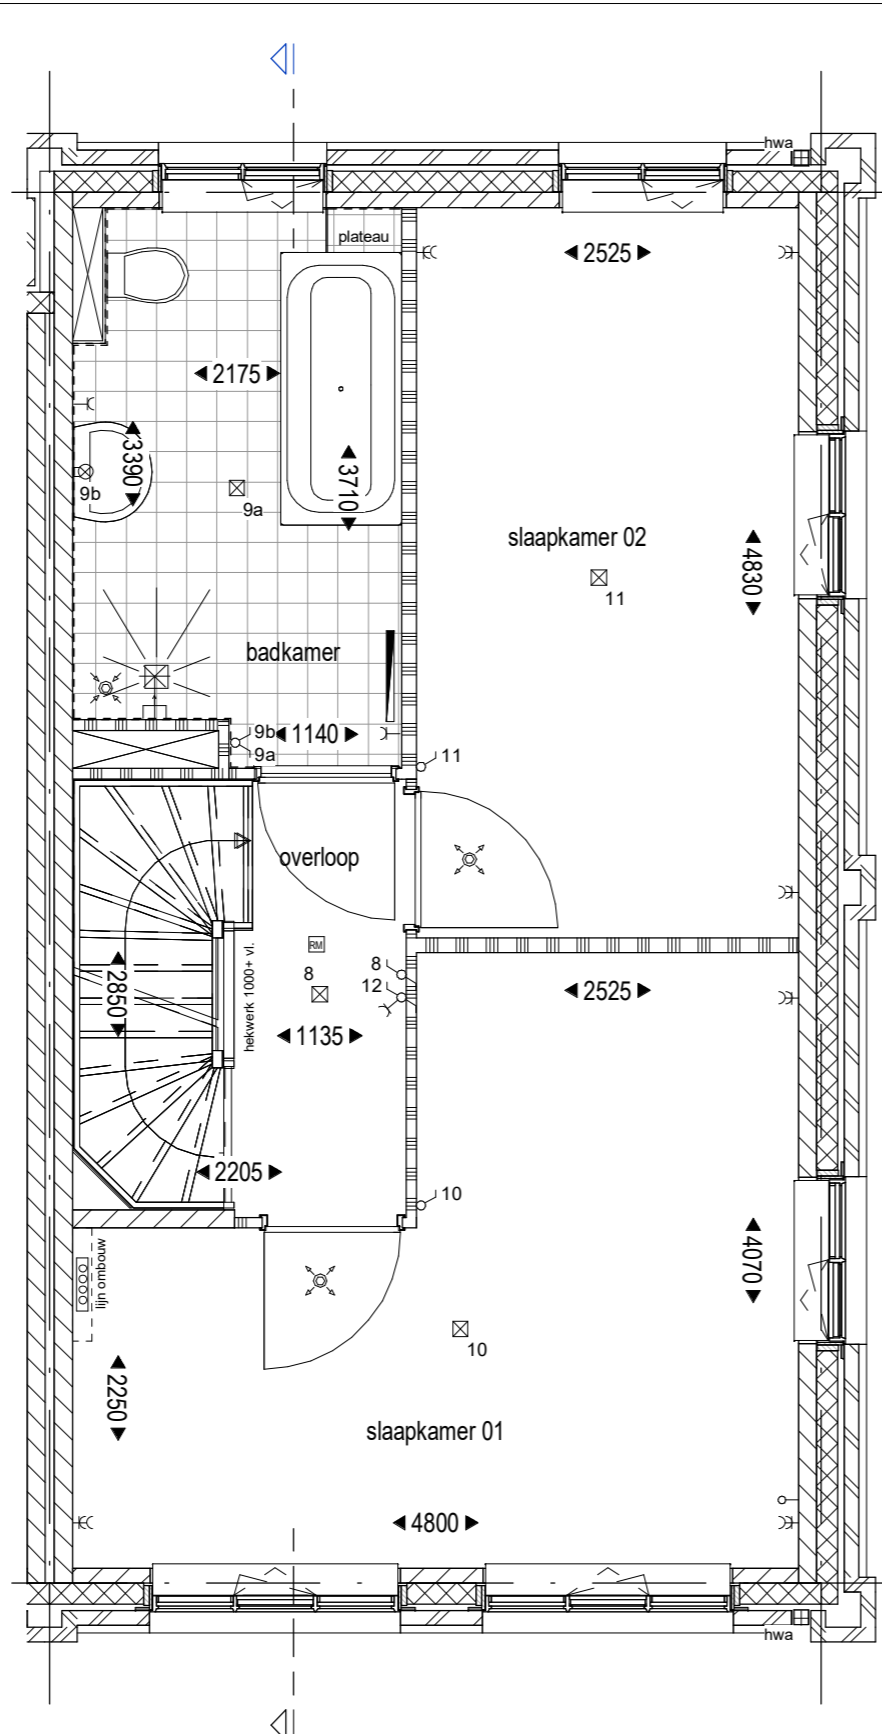 hwa
plateau
2525
2175
3390
3710
9b
9a
slaapkamer 02
4830
11
badkamer
9b
1140
9a
11
overloop
RM
hekwerk 1000+ vl.
8
8
2850
12
2525
1135
2205
10
lijn ombouw
4070
10
2250
slaapkamer 01
4800
hwa